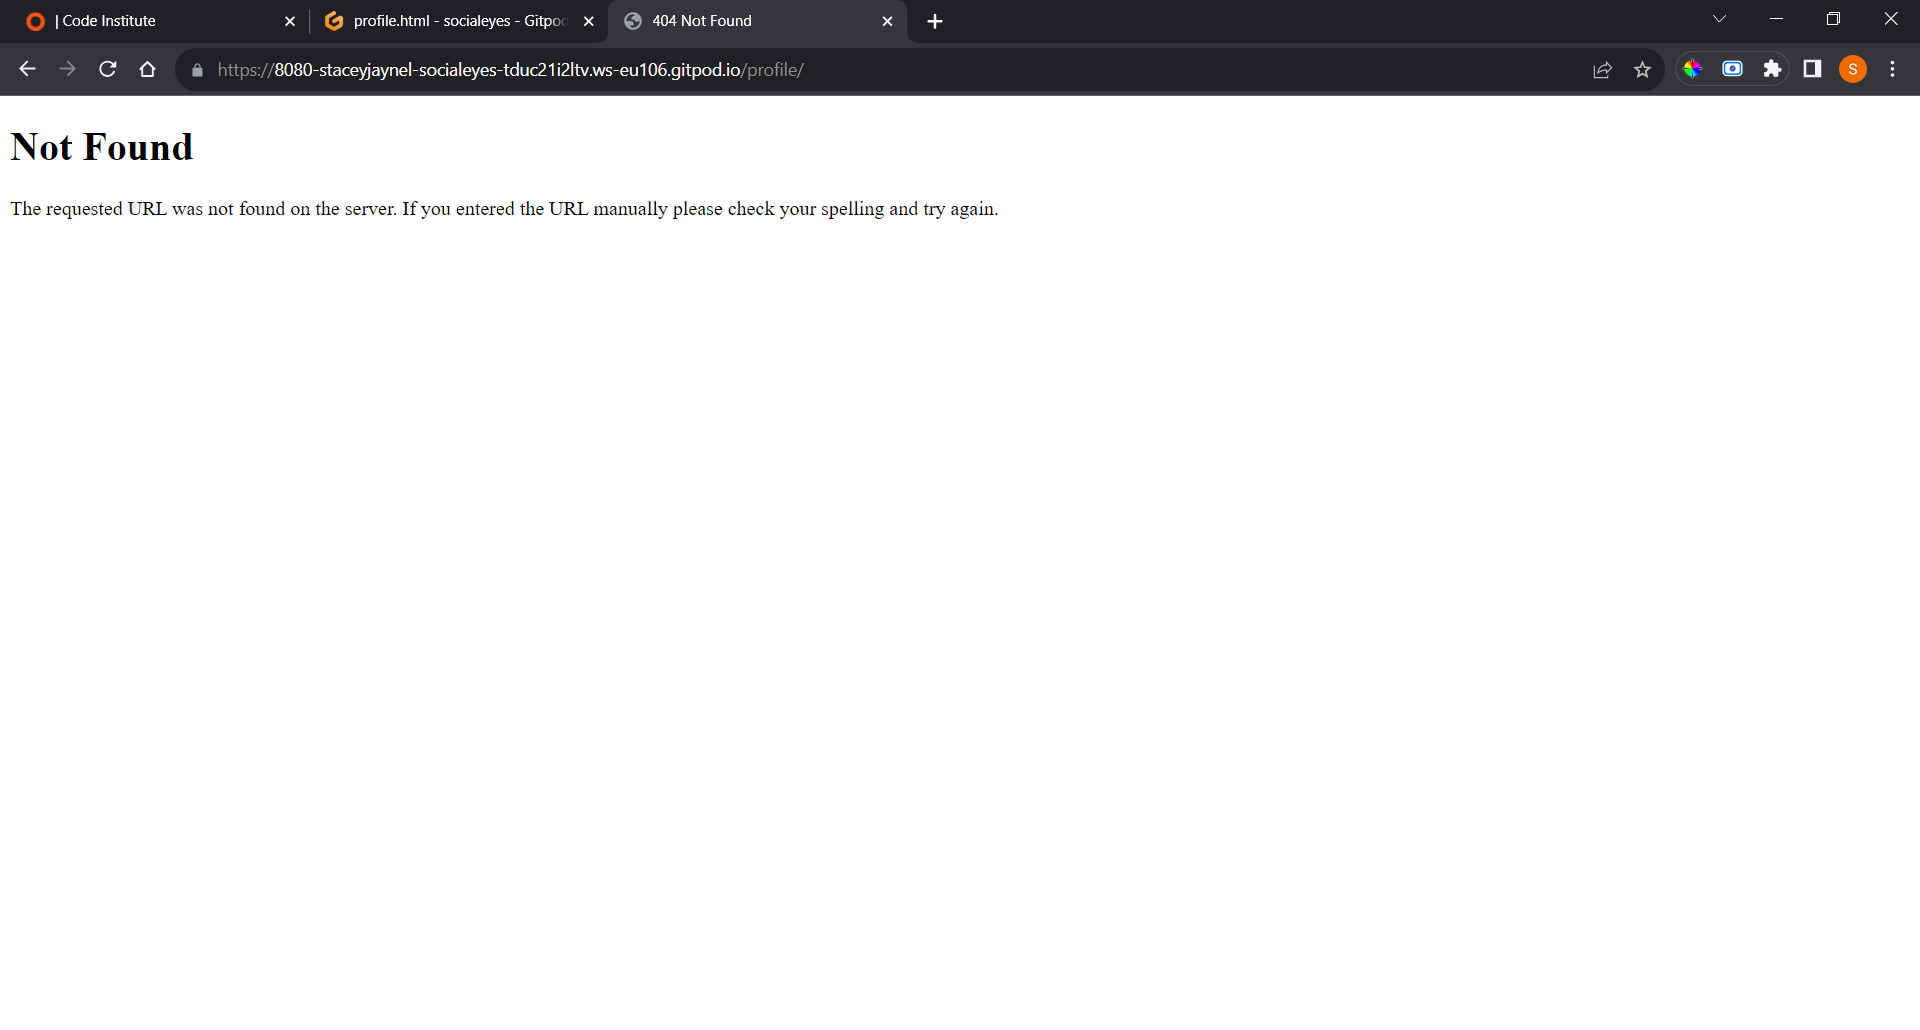 | Code Institute
profile.html - socialeyes - Gitpod
404 Not Found
https://8080-staceyjaynel-socialeyes-tduc21i2ltv.ws-eu106.gitpod.io/profile/
S
Not Found
The requested URL was not found on the server. If you entered the URL manually please check your spelling and try again.